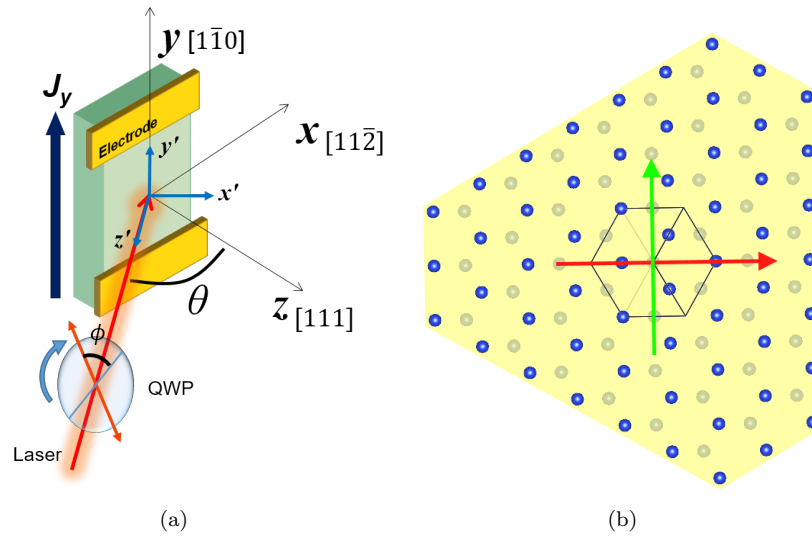 y [11̄0]
J_y
Electrode
y'
x [112̄]
x'
z'
θ
z [111]
ϕ
QWP
Laser
(a)
(b)